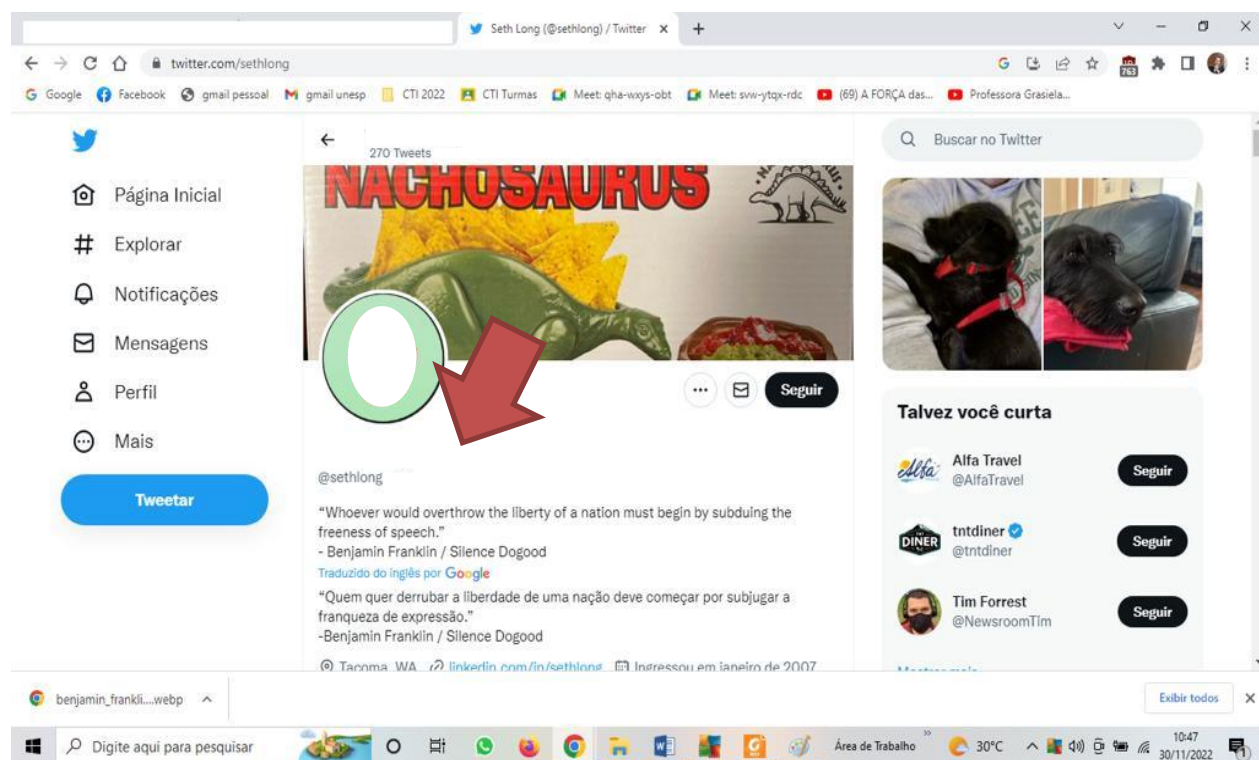 Seth Long (@sethlong) / Twitter
twitter.com/sethlong
763
Google Facebook gmail pessoal gmail unesp CTI 2022 CTI Turmas Meet: qha-wxys-obt Meet: svw-ytqx-rdc (69) A FORÇA das... Professora Grasiela...
270 Tweets
Buscar no Twitter
Página Inicial
Explorar
Notificações
Mensagens
Perfil
Mais
Tweetar
NACHOSAURUS
Seguir
@sethlong
“Whoever would overthrow the liberty of a nation must begin by subduing the
freeness of speech.”
- Benjamin Franklin / Silence Dogood
Traduzido do inglês por Google
“Quem quer derrubar a liberdade de uma nação deve começar por subjugar a
franqueza de expressão.”
-Benjamin Franklin / Silence Dogood
Tacoma, WA linkedin.com/in/sethlong Ingressou em janeiro de 2007
Talvez você curta
Alfa Travel
@AlfaTravel
Seguir
DINER
tntdiner
@tntdiner
Seguir
Tim Forrest
@NewsroomTim
Seguir
Mostrar mais
benjamin_frankli....webp
Exibir todos
Digite aqui para pesquisar
Área de Trabalho
30°C
10:47
30/11/2022